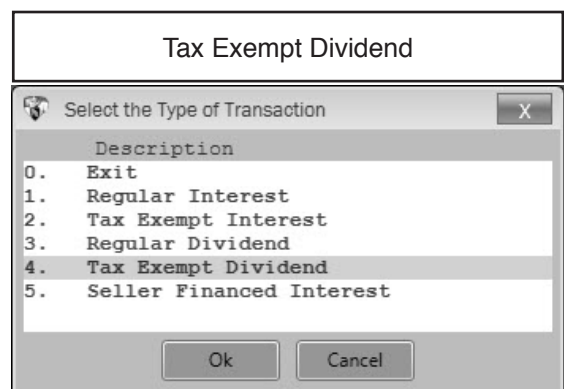 Tax Exempt Dividend
Select the Type of Transaction
X
Description
0. Exit
1. Regular Interest
2. Tax Exempt Interest
3. Regular Dividend
4. Tax Exempt Dividend
5. Seller Financed Interest
Ok Cancel